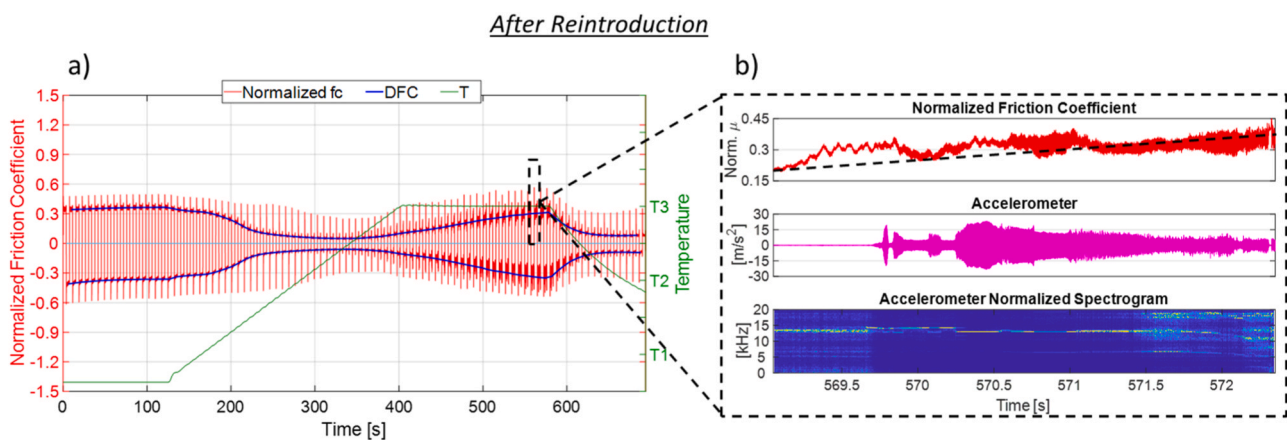 After Reintroduction
a)
Normalized fc DFC T
Normalized Friction Coefficient
1.5
1.2
0.9
0.6
0.3
0
-0.3
-0.6
-0.9
-1.2
-1.5
T3
T2
T1
Temperature
0 100 200 300 400 500 600
Time [s]
b)
Normalized Friction Coefficient
Norm. μ
0.45
0.3
0.15
Accelerometer
[m/s²]
30
15
0
-15
-30
Accelerometer Normalized Spectrogram
[kHz]
20
15
10
5
0
569.5 570 570.5 571 571.5 572
Time [s]